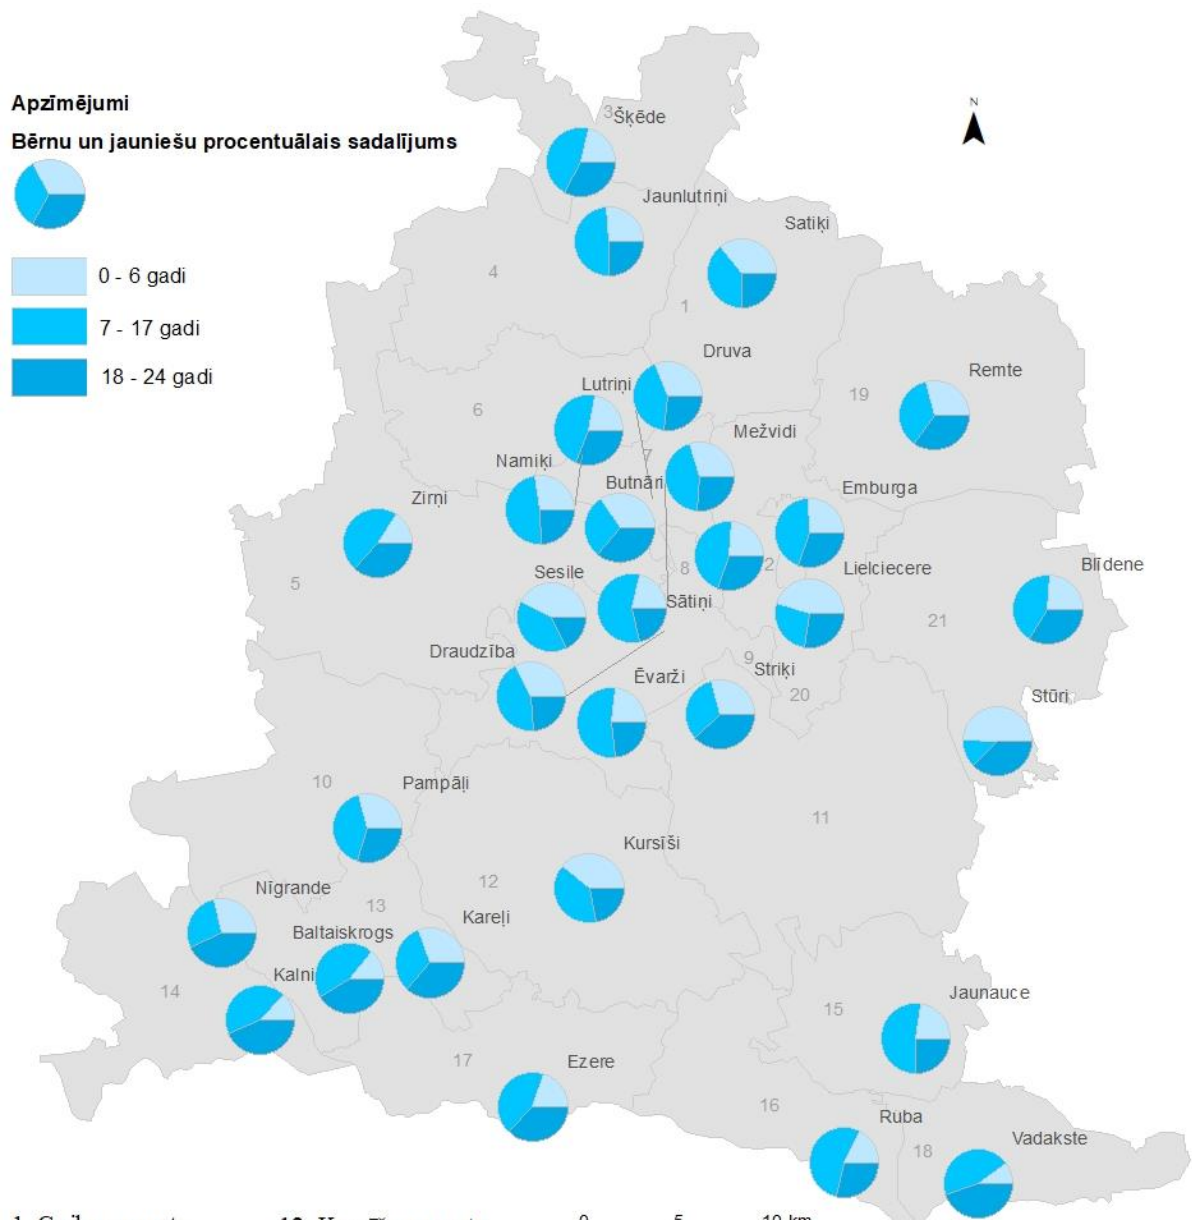 Apzīmējumi
Bērnu un jauniešu procentuālais sadalījums
0 - 6 gadi
7 - 17 gadi
18 - 24 gadi
N
3 Šķēde
Jaunlutriņi
Satiķi
4
1
Druva
Remte
Lutriņi
19
6
Mežvidi
7
Namiķi
Butnāri
Emburga
Zirņi
Blīdene
Sesile
8
2
Lielciecere
5
Sātiņi
21
Draudzība
9
Ēvarži
Striķi
20
Stūri
10
Pampāļi
11
Kursīši
12
Nīgrande
13
Kareļi
Baltaiskrogs
Kalni
14
Jaunauce
15
17
Ezere
16
Ruba
Vadakste
18
0 5 10 km